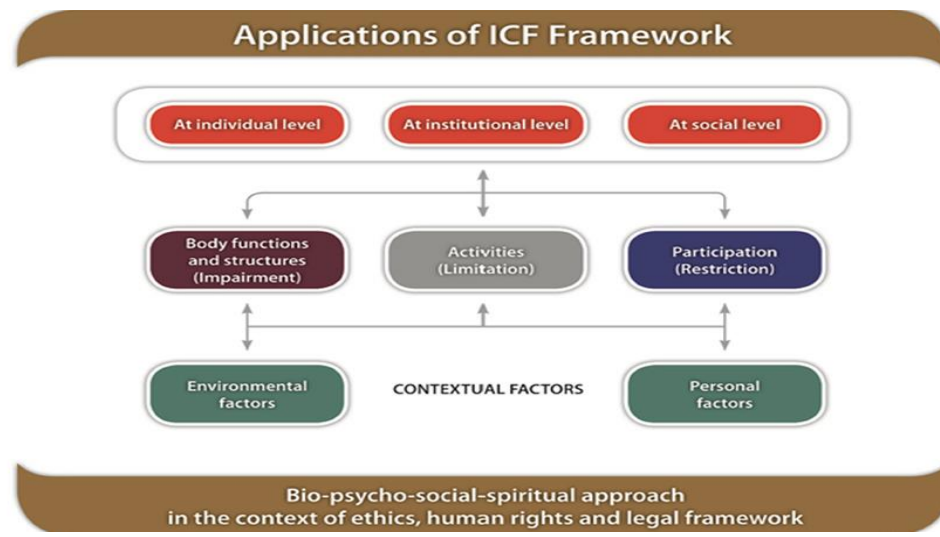 Applications of ICF Framework
At individual level
At institutional level
At social level
Body functions
and structures
(Impairment)
Activities
(Limitation)
Participation
(Restriction)
Environmental
factors
CONTEXTUAL FACTORS
Personal
factors
Bio-psycho-social-spiritual approach
in the context of ethics, human rights and legal framework